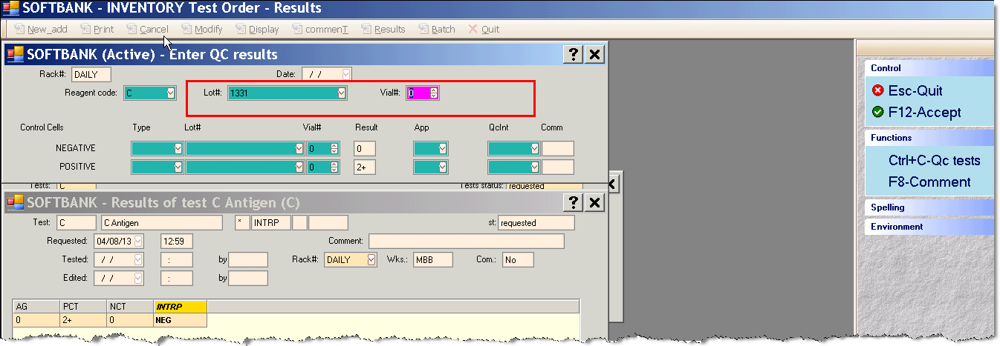 SOFTBANK - INVENTORY Test Order - Results
New_add Print Cancel Modify Display commenT Results Batch Quit
SOFTBANK (Active) - Enter QC results ?
Rack#: DAILY Date: / /
Reagent code: C Lot#: 1331 Vial#: 0
Control Cells Type Lot# Vial# Result App QcInt Comm
NEGATIVE 0 0
POSITIVE 0 2+
Tests: C Tests status: requested
SOFTBANK - Results of test C Antigen (C) ?
Test: C C Antigen * INTRP st: requested
Requested: 04/08/13 12:59 Comment:
Tested: / / : by Rack#: DAILY Wks.: MBB Com.: No
Edited: / / : by
AG PCT NCT INTRP
0 2+ 0 NEG
Control
Esc-Quit
F12-Accept
Functions
Ctrl+C-Qc tests
F8-Comment
Spelling
Environment